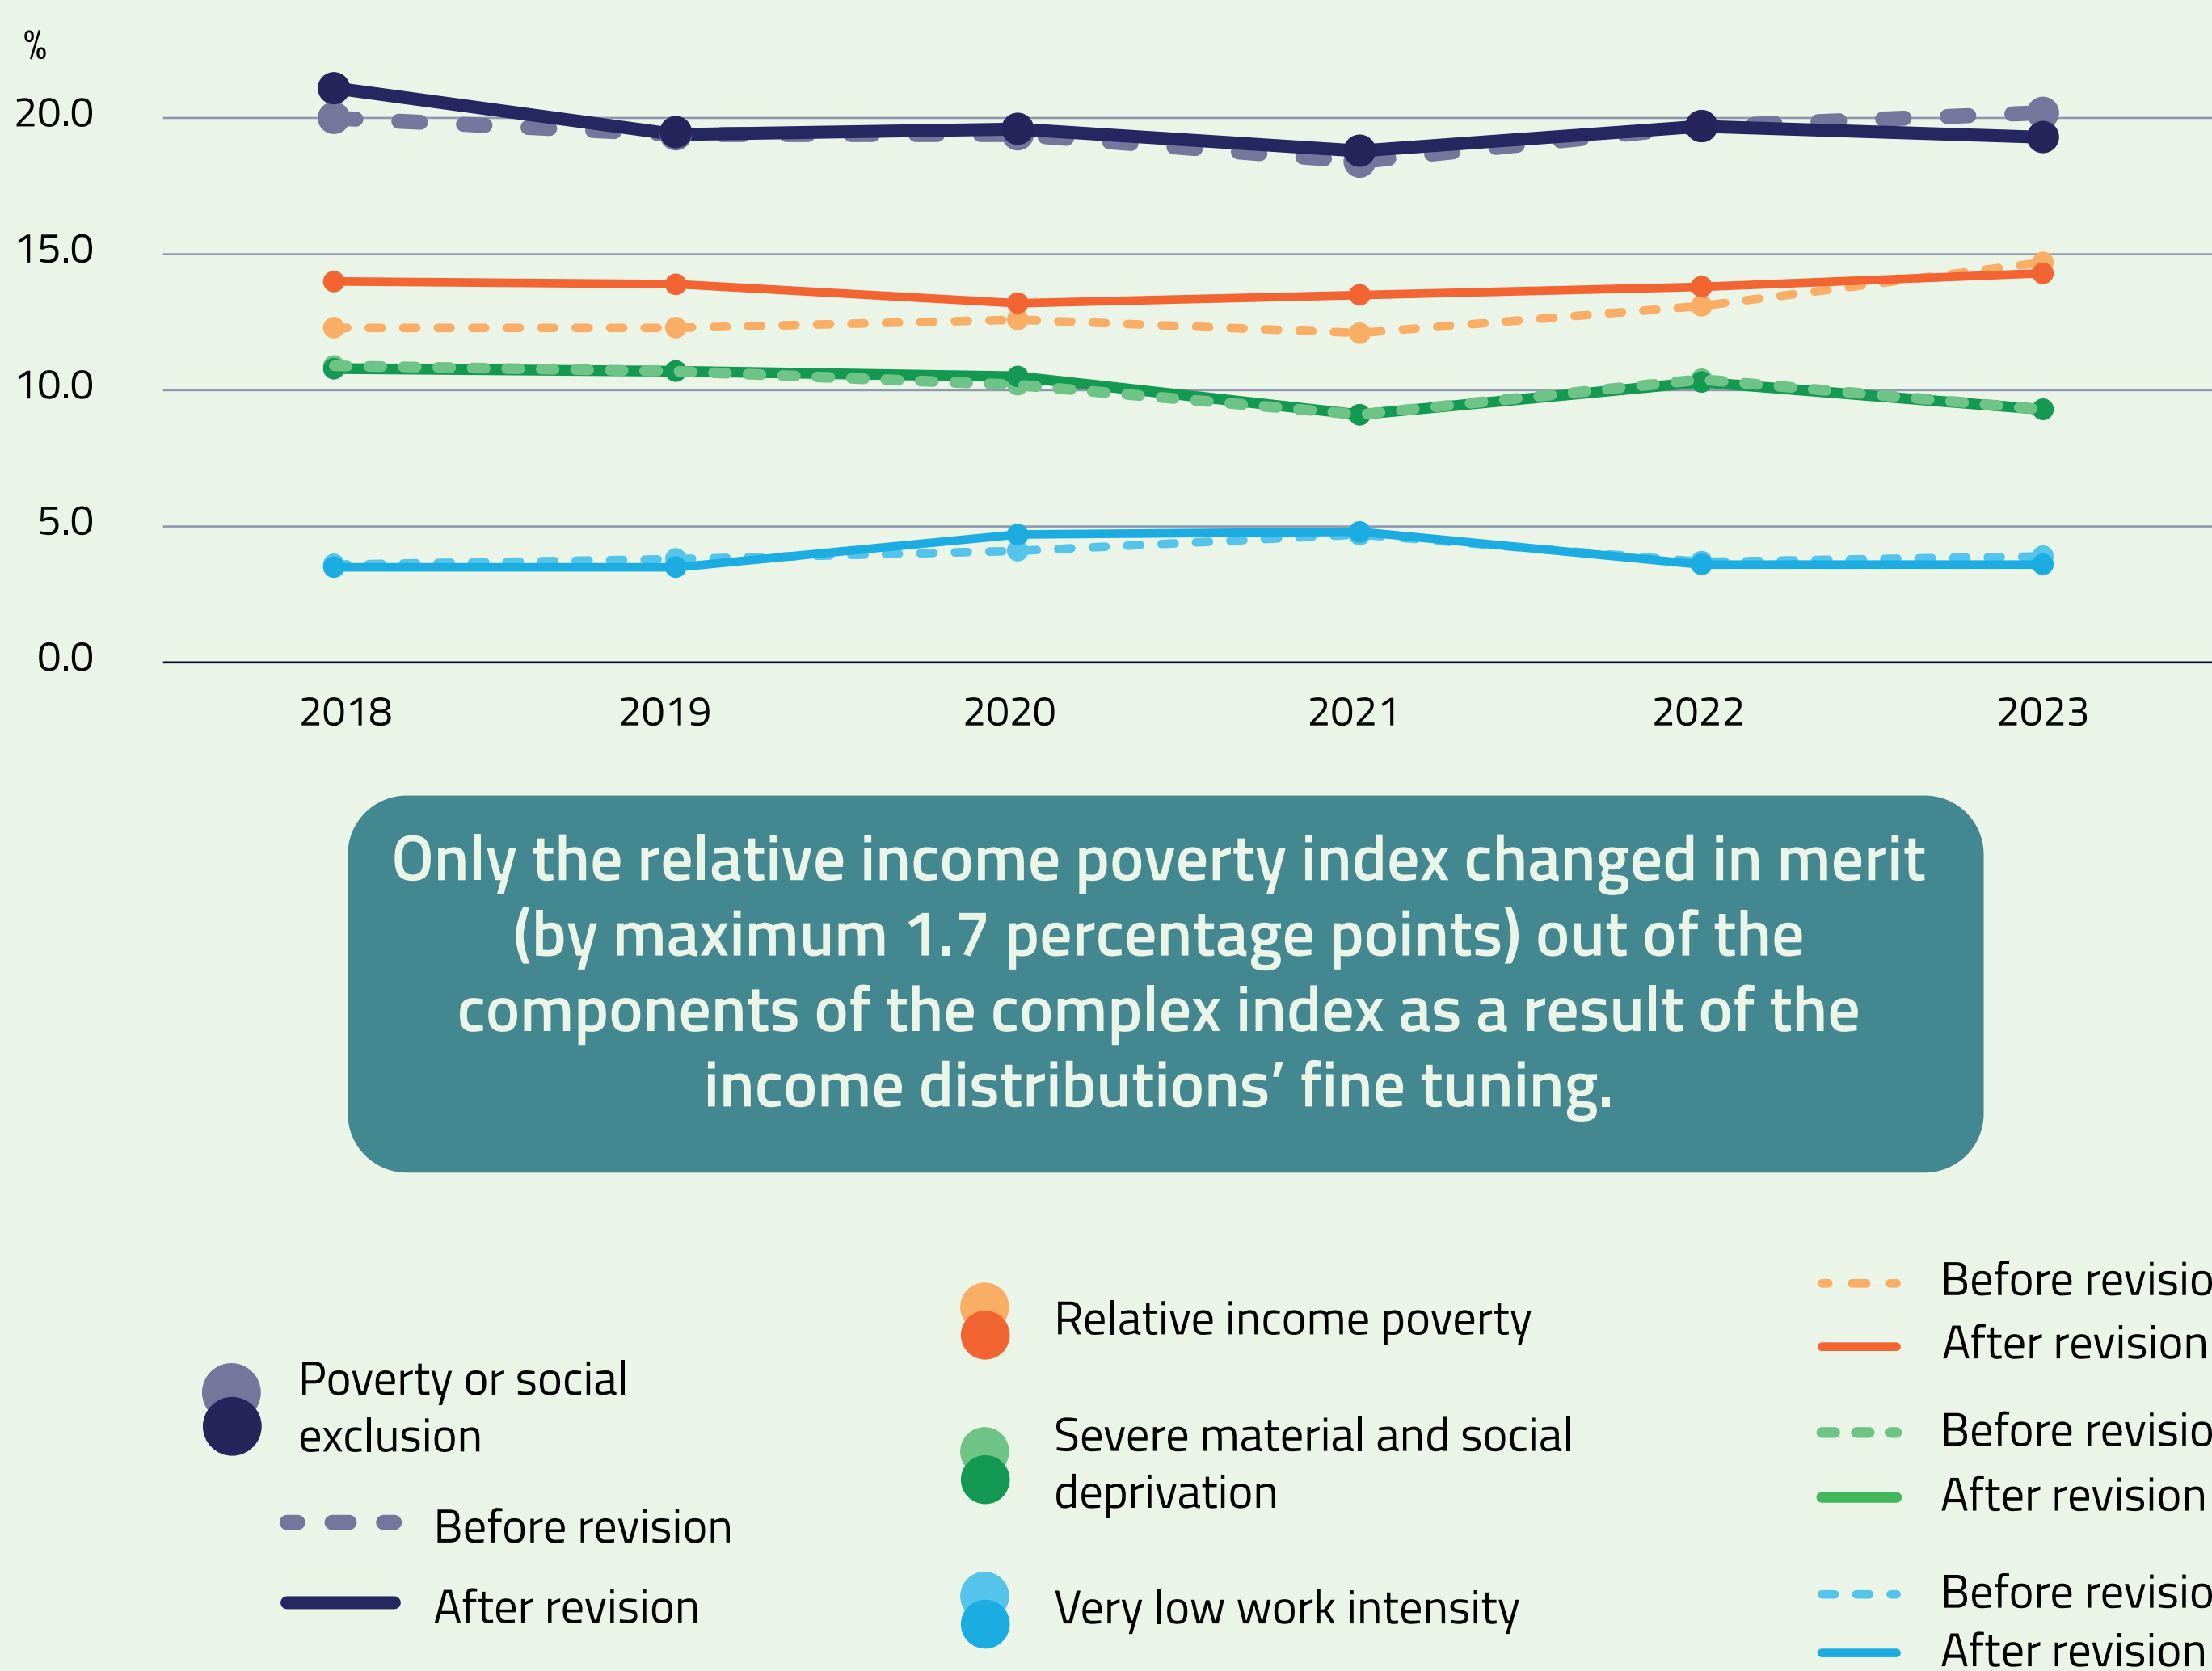 %
20.0
15.0
10.0
5.0
0.0
2018 2019 2020 2021 2022 2023
Only the relative income poverty index changed in merit
(by maximum 1.7 percentage points) out of the
components of the complex index as a result of the
income distributions’ fine tuning.
Poverty or social
exclusion
Before revision
After revision
Relative income poverty
Severe material and social
deprivation
Very low work intensity
Before revisio
After revision
Before revisio
After revision
Before revisio
After revision